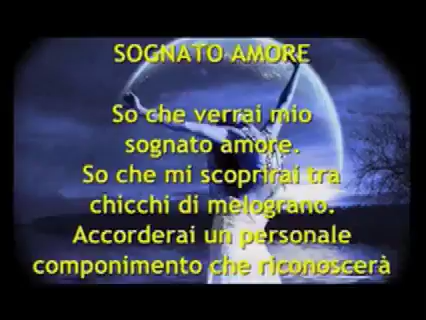 SOGNATO AMORE
So che verrai mio
sognato amore.
So che mi scoprirai tra
chicchi di melograno.
Accorderai un personale
componimento che riconoscerà